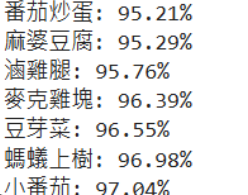 番茄炒蛋: 95.21%
麻婆豆腐: 95.29%
滷雞腿: 95.76%
麥克雞塊: 96.39%
豆芽菜: 96.55%
螞蟻上樹: 96.98%
小番茄: 97.04%